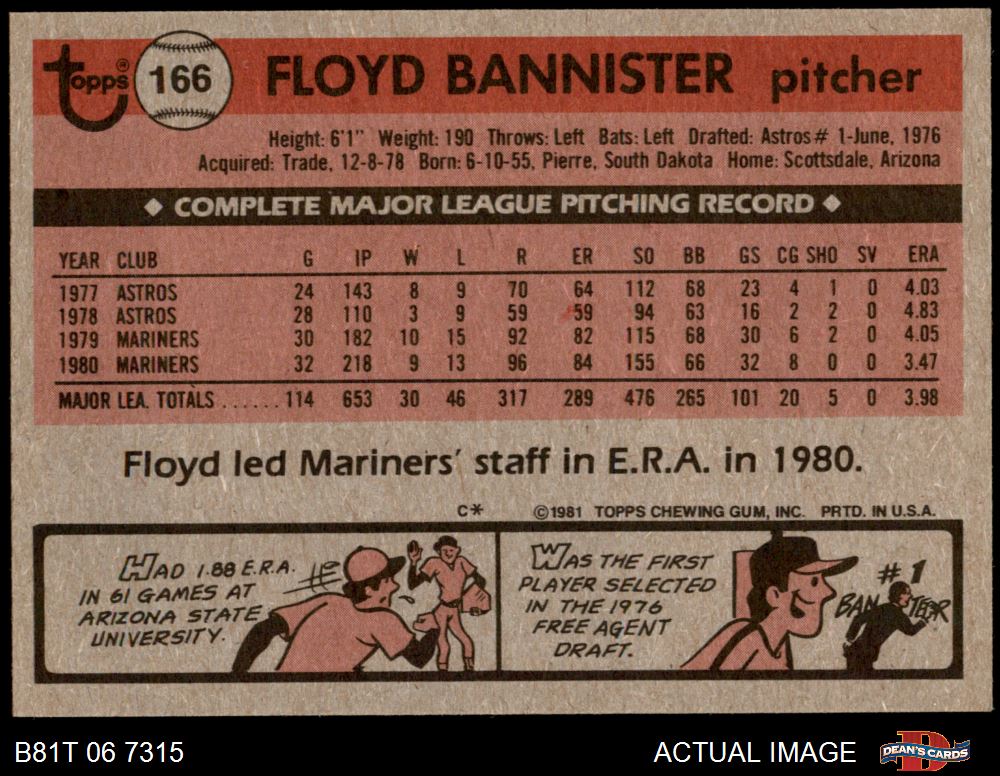 topps® 166 FLOYD BANNISTER pitcher
Height: 6'1" Weight: 190 Throws: Left Bats: Left Drafted: Astros# 1-June, 1976
Acquired: Trade, 12-8-78 Born: 6-10-55, Pierre, South Dakota Home: Scottsdale, Arizona
◆ COMPLETE MAJOR LEAGUE PITCHING RECORD ◆
YEAR CLUB G IP W L R ER SO BB GS CG SHO SV ERA
1977 ASTROS 24 143 8 9 70 64 112 68 23 4 1 0 4.03
1978 ASTROS 28 110 3 9 59 59 94 63 16 2 2 0 4.83
1979 MARINERS 30 182 10 15 92 82 115 68 30 6 2 0 4.05
1980 MARINERS 32 218 9 13 96 84 155 66 32 8 0 0 3.47
MAJOR LEA. TOTALS ...... 114 653 30 46 317 289 476 265 101 20 5 0 3.98
Floyd led Mariners' staff in E.R.A. in 1980.
C* ©1981 TOPPS CHEWING GUM, INC. PRTD. IN U.S.A.
HAD 1.88 E.R.A.
IN 61 GAMES AT
ARIZONA STATE
UNIVERSITY.
WAS THE FIRST
PLAYER SELECTED
IN THE 1976
FREE AGENT
DRAFT.
#1
B81T 06 7315 ACTUAL IMAGE DEAN'S CARDS